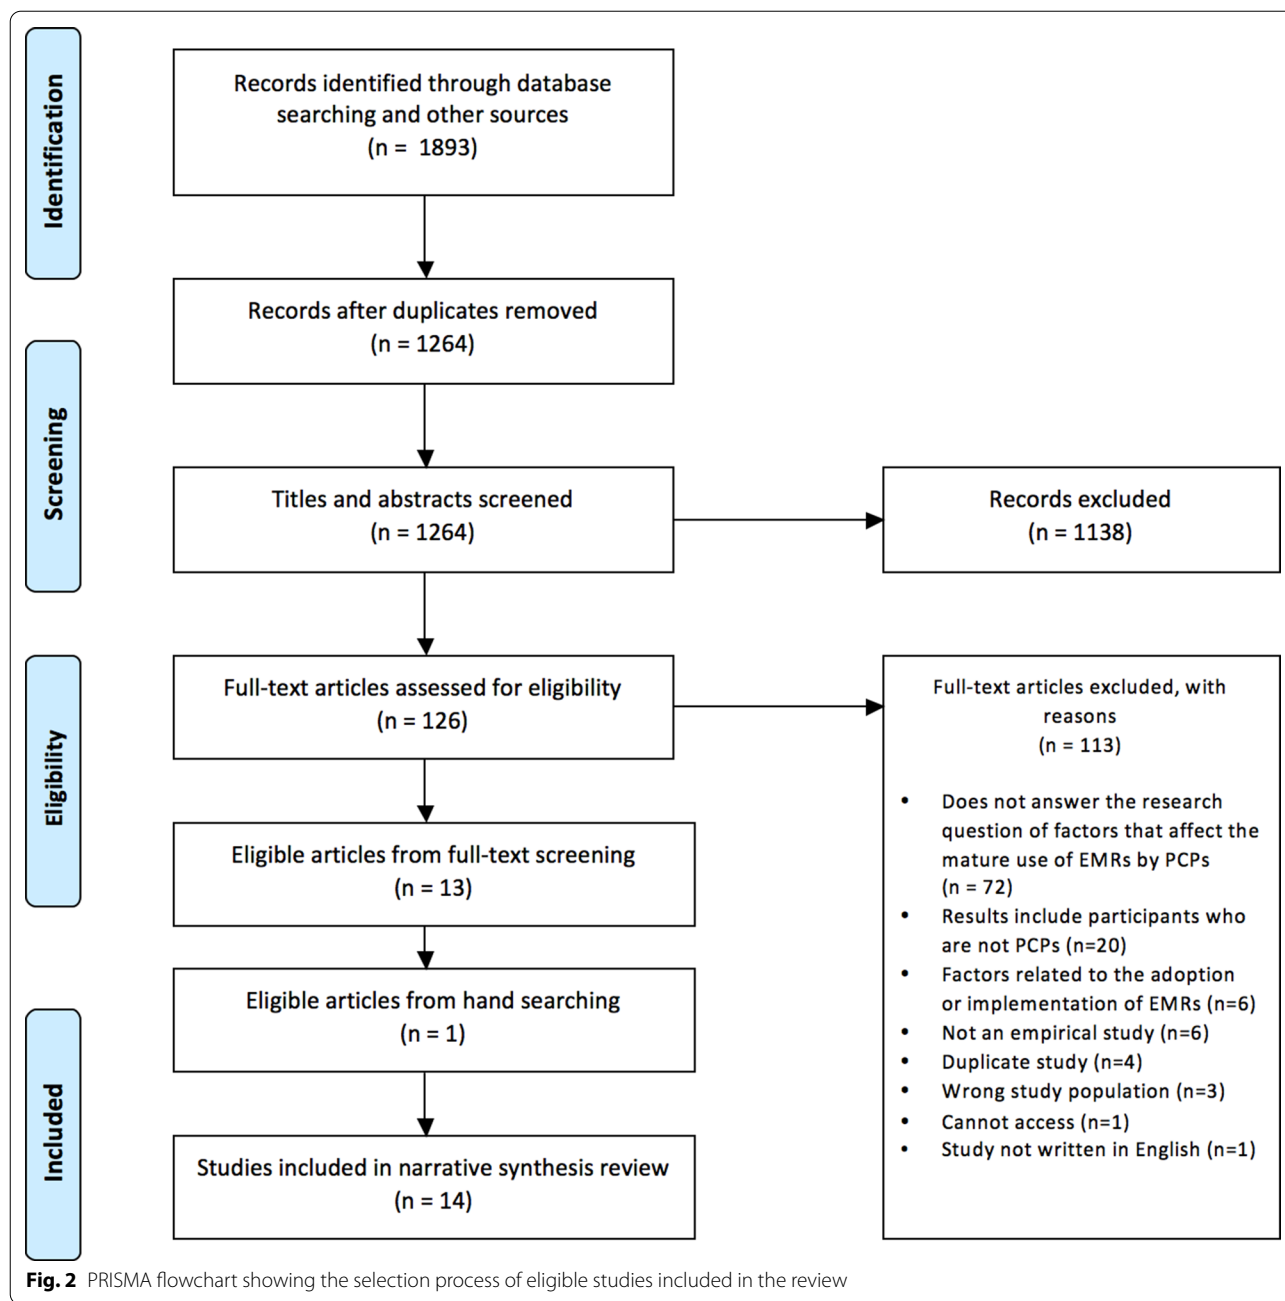 Identification
Records identified through database
searching and other sources
(n = 1893)
Records after duplicates removed
(n = 1264)
Screening
Titles and abstracts screened
(n = 1264)
Records excluded
(n = 1138)
Eligibility
Full-text articles assessed for eligibility
(n = 126)
Full-text articles excluded, with
reasons
(n = 113)
• Does not answer the research
question of factors that affect the
mature use of EMRs by PCPs
(n = 72)
• Results include participants who
are not PCPs (n=20)
• Factors related to the adoption
or implementation of EMRs (n=6)
• Not an empirical study (n=6)
• Duplicate study (n=4)
• Wrong study population (n=3)
• Cannot access (n=1)
• Study not written in English (n=1)
Eligible articles from full-text screening
(n = 13)
Eligible articles from hand searching
(n = 1)
Included
Studies included in narrative synthesis review
(n = 14)
Fig. 2 PRISMA flowchart showing the selection process of eligible studies included in the review